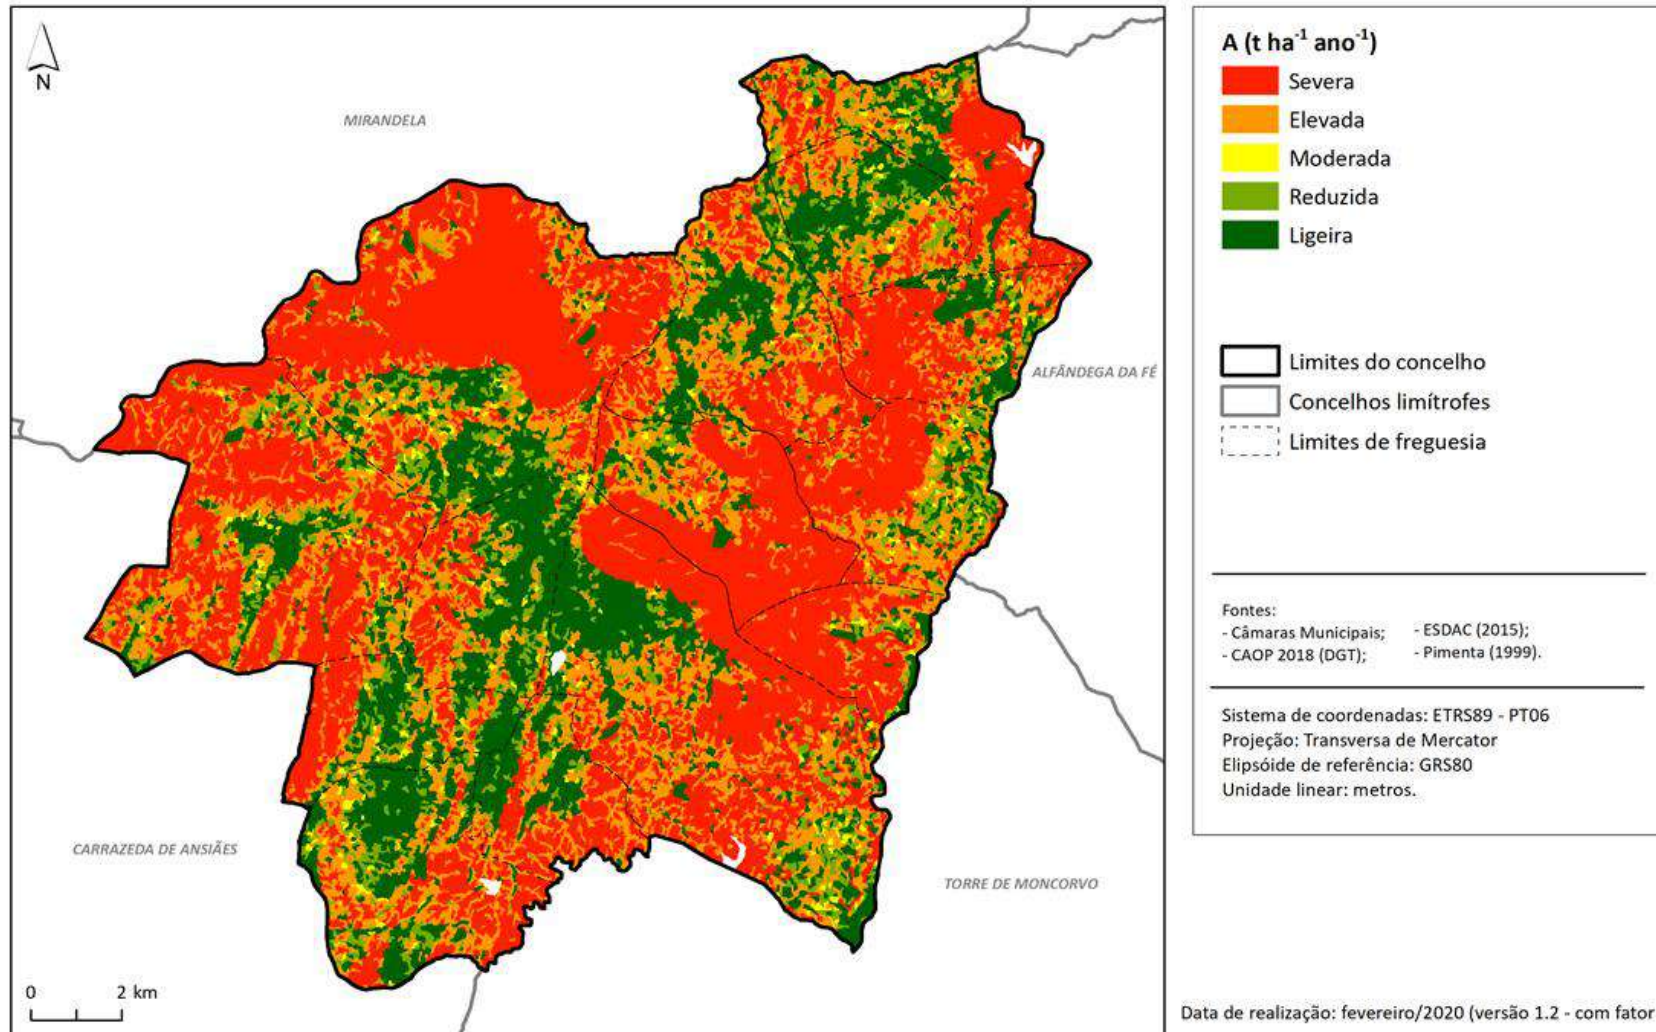 N
MIRANDELA
ALFÂNDEGA DA FÉ
CARRAZEDA DE ANSIÃES
TORRE DE MONCORVO
0 2 km
A (t ha⁻¹ ano⁻¹)
Severa
Elevada
Moderada
Reduzida
Ligeira
Limites do concelho
Concelhos limítrofes
Limites de freguesia
Fontes:
- Câmaras Municipais; - ESDAC (2015);
- CAOP 2018 (DGT); - Pimenta (1999).
Sistema de coordenadas: ETRS89 - PT06
Projeção: Transversa de Mercator
Elipsóide de referência: GRS80
Unidade linear: metros.
Data de realização: fevereiro/2020 (versão 1.2 - com fator